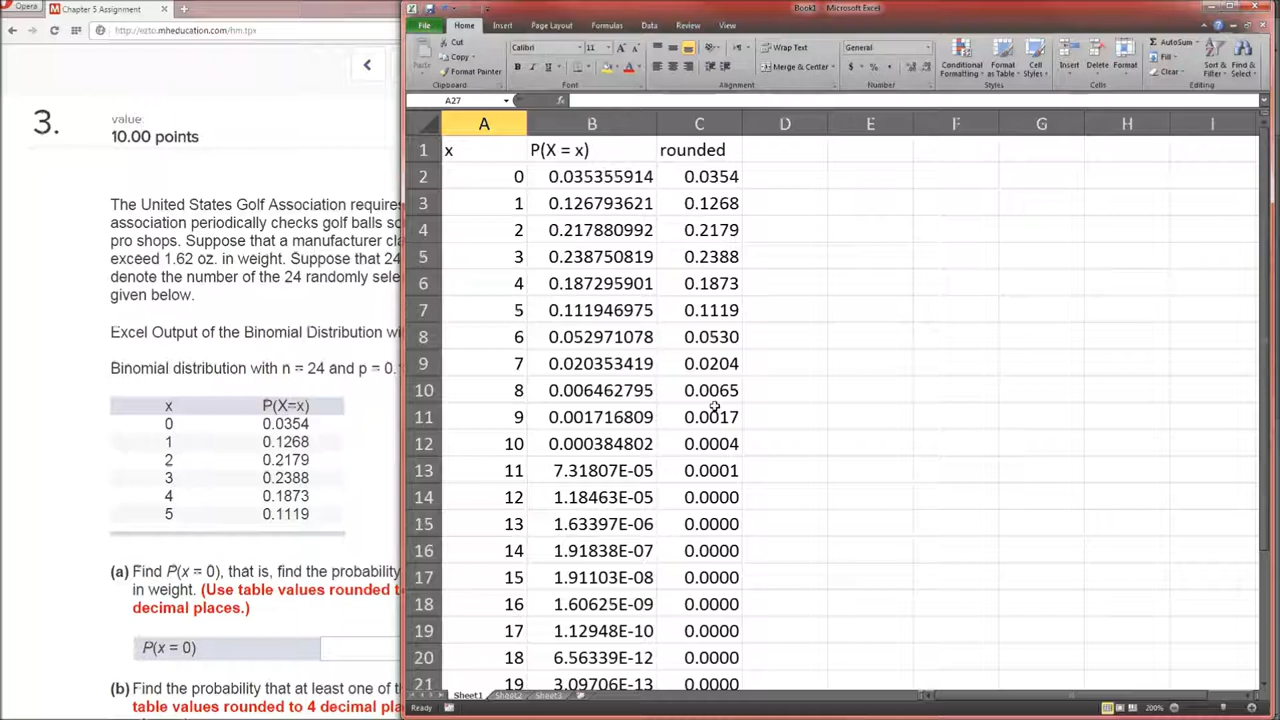 Opera
Chapter 5 Assignment
http://ezto.mheducation.com/hm.tpx
3.
value:
10.00 points
The United States Golf Association requires
association periodically checks golf balls so
pro shops. Suppose that a manufacturer cla
exceed 1.62 oz. in weight. Suppose that 24
denote the number of the 24 randomly sele
given below.
Excel Output of the Binomial Distribution wi
Binomial distribution with n = 24 and p = 0.
x P(X=x)
0 0.0354
1 0.1268
2 0.2179
3 0.2388
4 0.1873
5 0.1119
(a) Find P(x = 0), that is, find the probability
in weight. (Use table values rounded to
decimal places.)
P(x = 0)
(b) Find the probability that at least one of
table values rounded to 4 decimal pla
Book1 - Microsoft Excel
File Home Insert Page Layout Formulas Data Review View
Paste Cut Copy Format Painter
Clipboard
Calibri 11
B I U
Font
Wrap Text
Merge & Center
Alignment
General
$ % ,
Number
Conditional Formatting Format as Table Cell Styles
Styles
Insert Delete Format
Cells
AutoSum Fill Clear Sort & Filter Find & Select
Editing
A27 fx
A B C D E F G H I
1 x P(X = x) rounded
2 0 0.035355914 0.0354
3 1 0.126793621 0.1268
4 2 0.217880992 0.2179
5 3 0.238750819 0.2388
6 4 0.187295901 0.1873
7 5 0.111946975 0.1119
8 6 0.052971078 0.0530
9 7 0.020353419 0.0204
10 8 0.006462795 0.0065
11 9 0.001716809 0.0017
12 10 0.000384802 0.0004
13 11 7.31807E-05 0.0001
14 12 1.18463E-05 0.0000
15 13 1.63397E-06 0.0000
16 14 1.91838E-07 0.0000
17 15 1.91103E-08 0.0000
18 16 1.60625E-09 0.0000
19 17 1.12948E-10 0.0000
20 18 6.56339E-12 0.0000
21 19 3.09706E-13 0.0000
Sheet1 Sheet2 Sheet3
Ready 200%